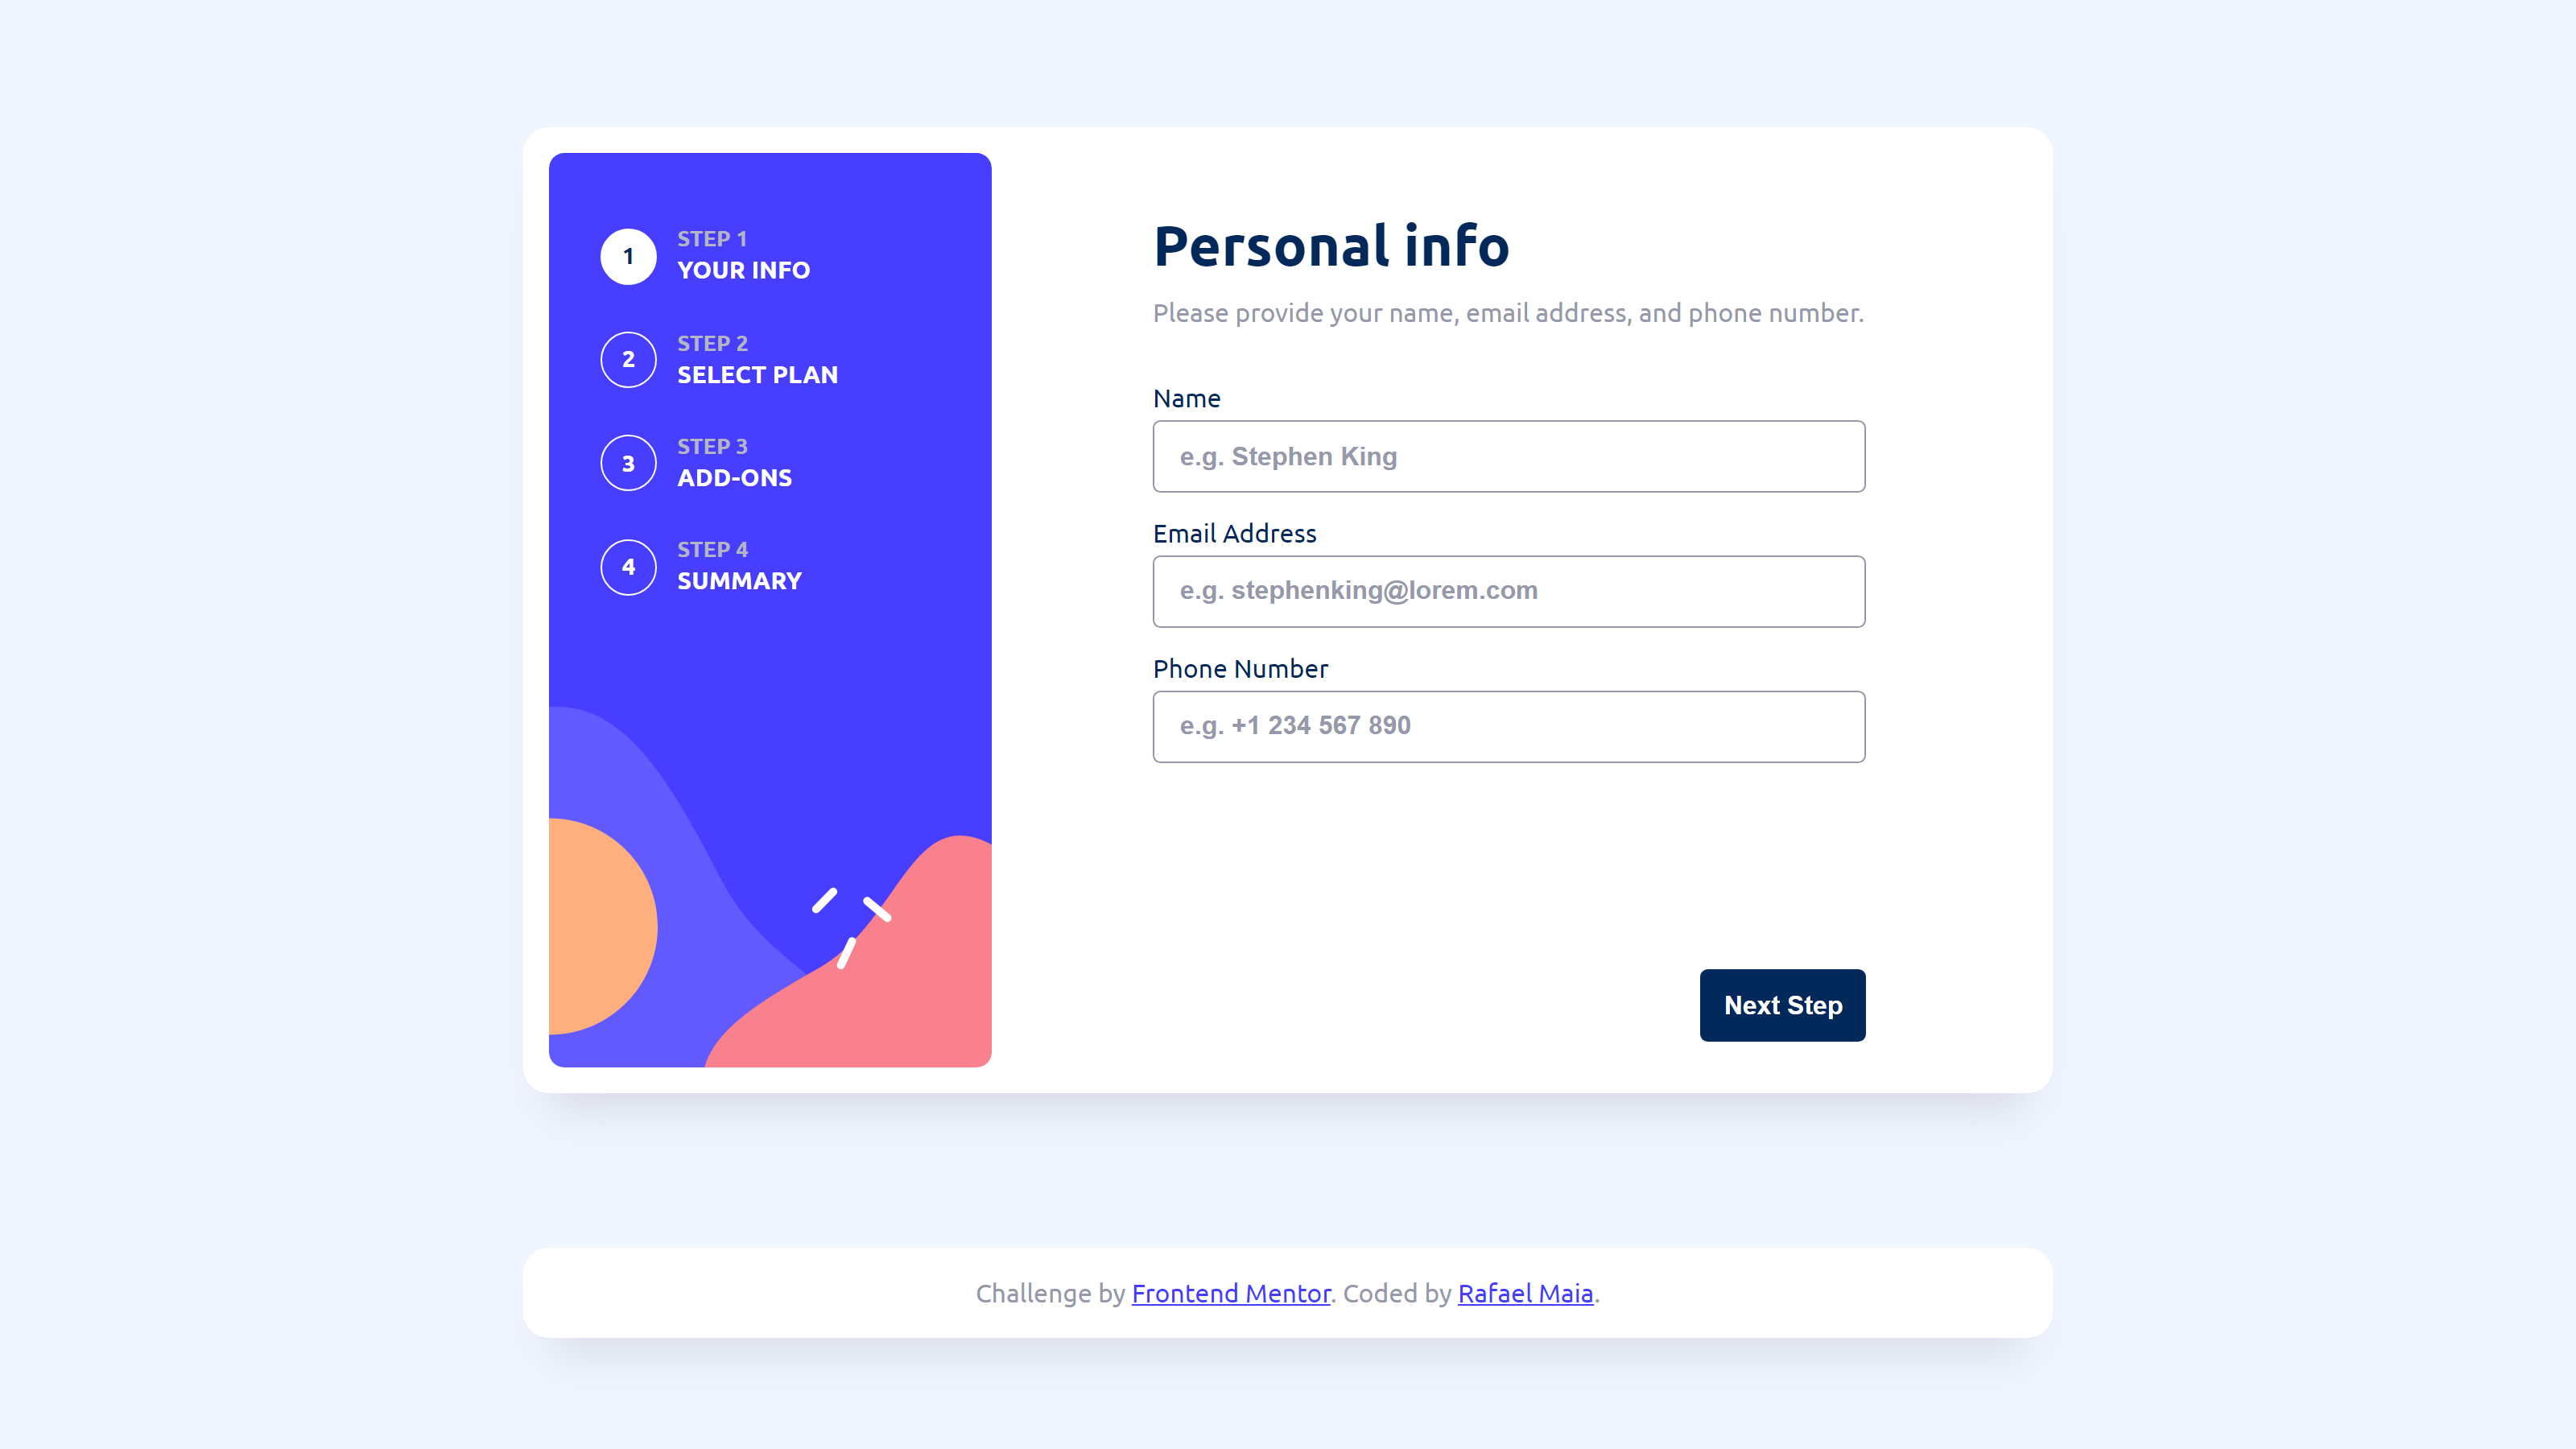 1
STEP 1
YOUR INFO
2
STEP 2
SELECT PLAN
3
STEP 3
ADD-ONS
4
STEP 4
SUMMARY
Personal info
Please provide your name, email address, and phone number.
Name
e.g. Stephen King
Email Address
e.g. stephenking@lorem.com
Phone Number
e.g. +1 234 567 890
Next Step
Challenge by Frontend Mentor. Coded by Rafael Maia.